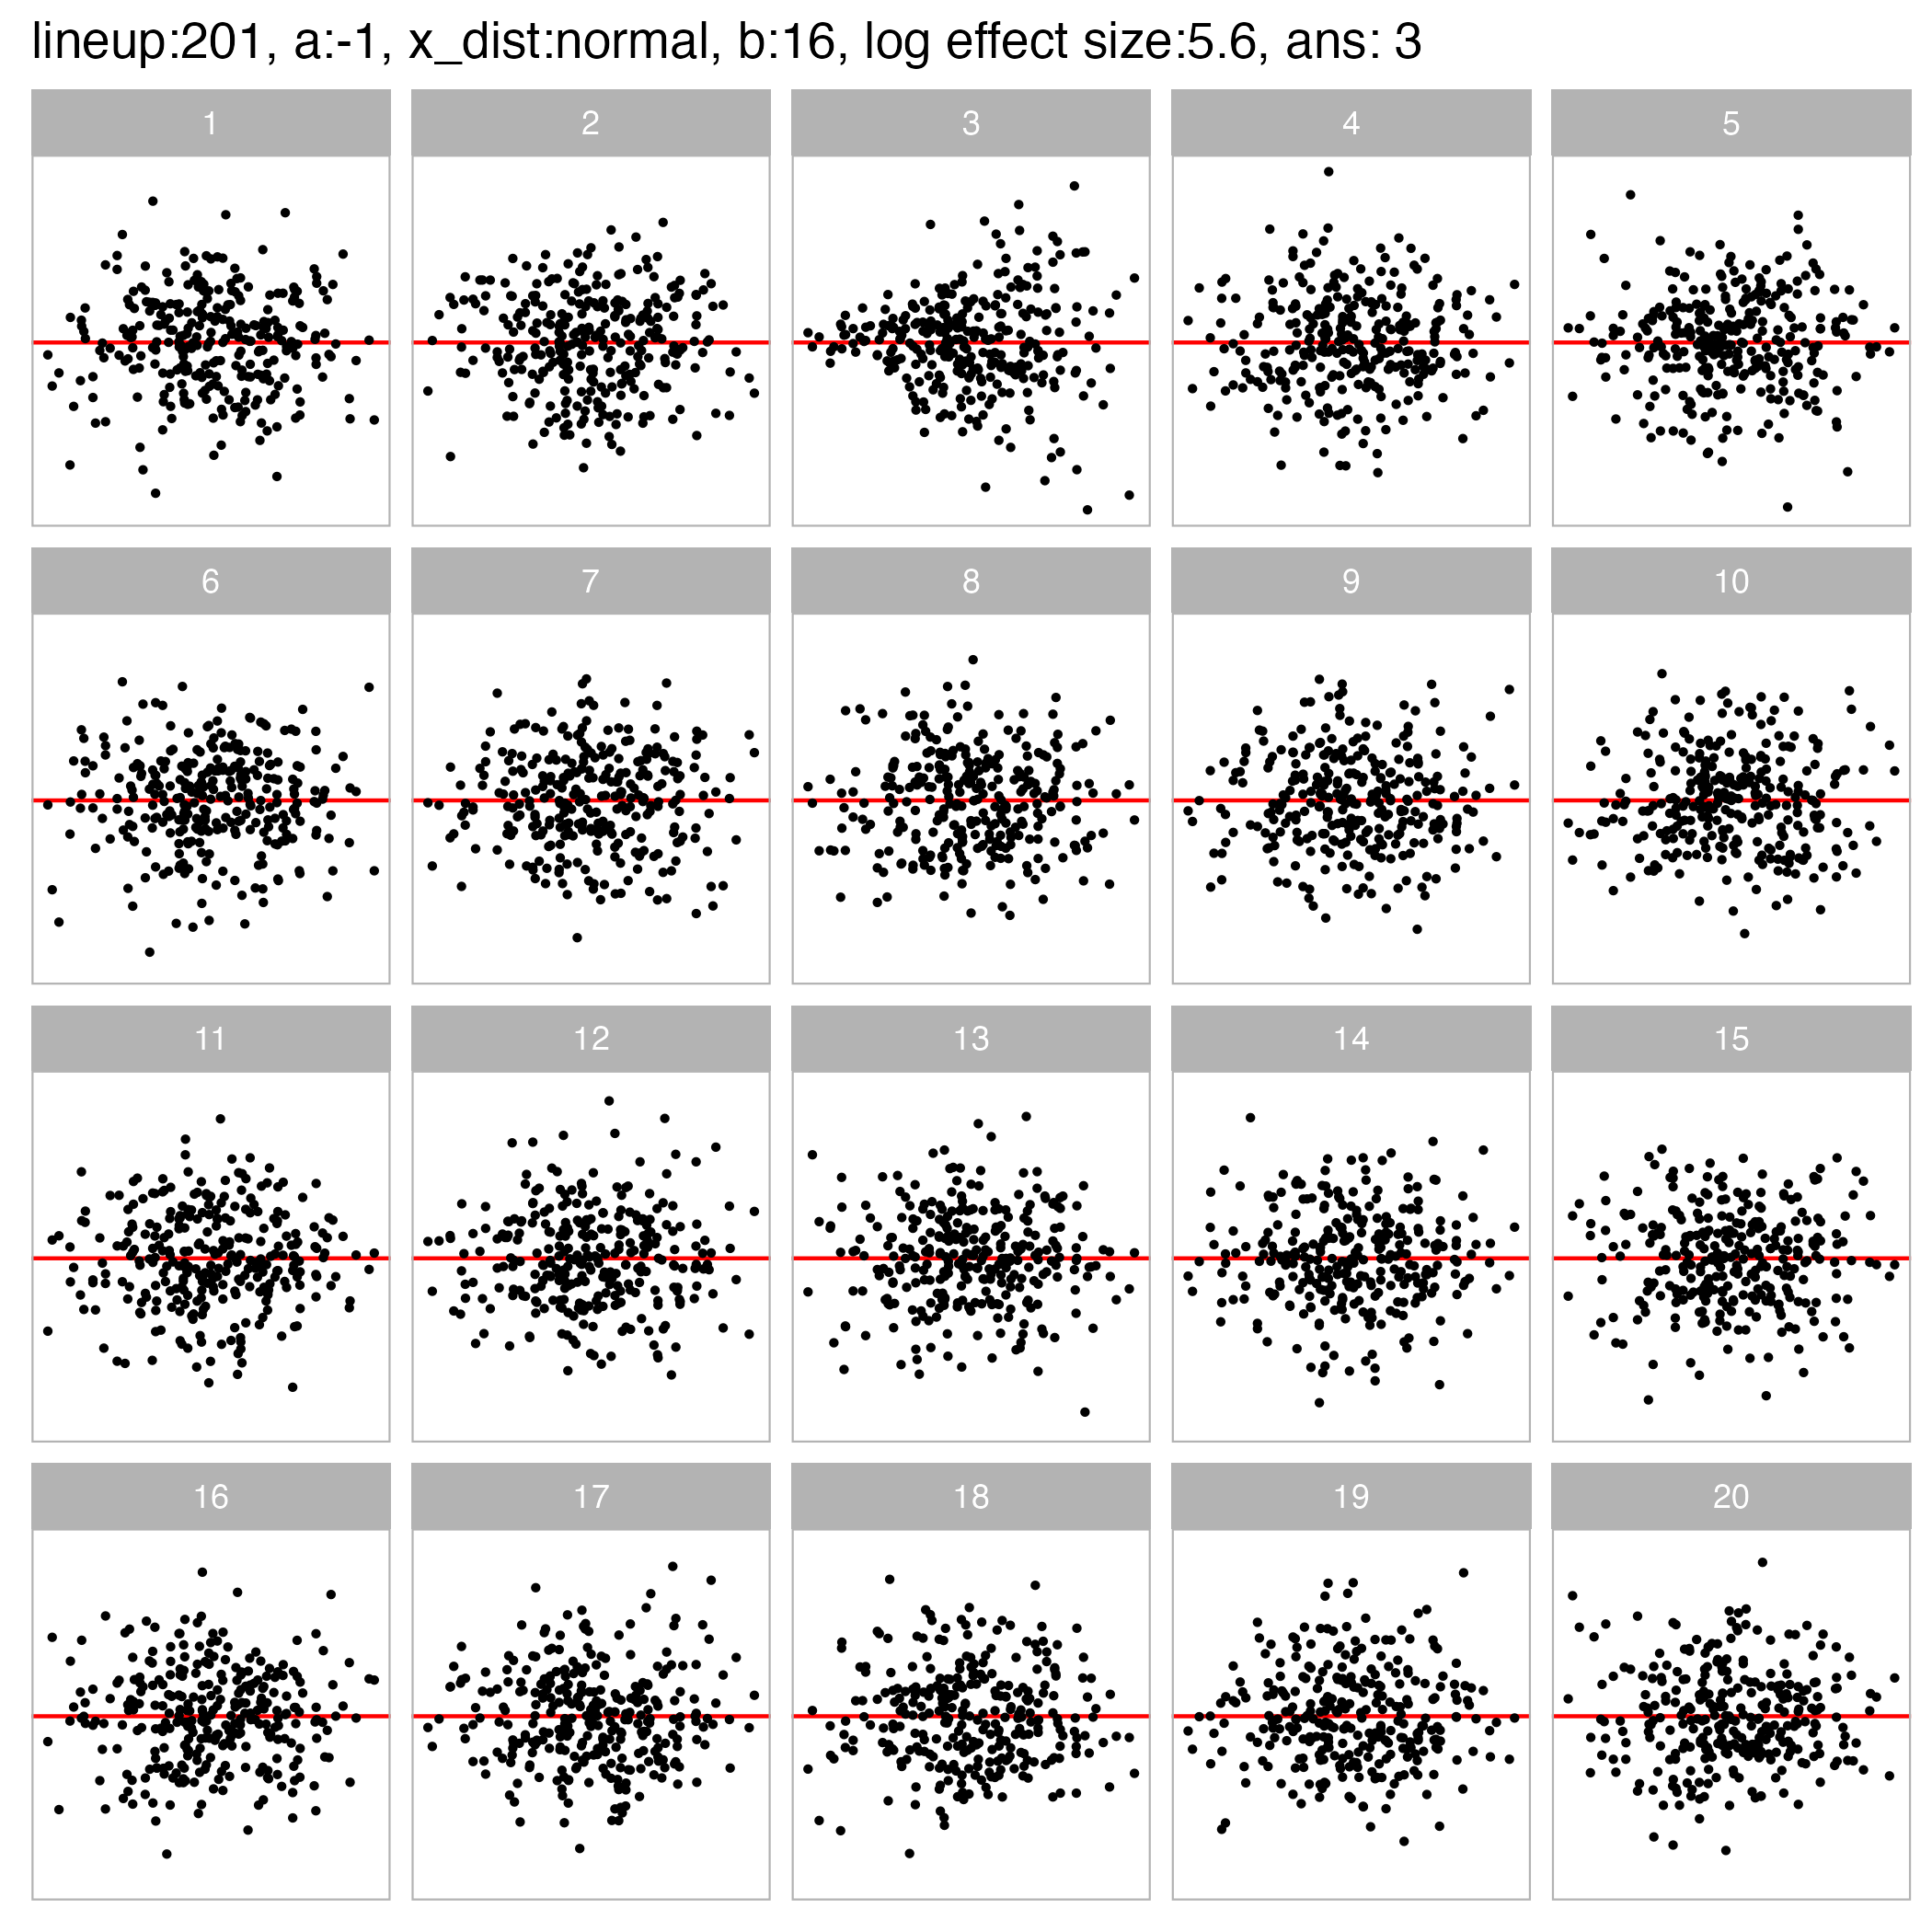 lineup:201, a:-1, x_dist:normal, b:16, log effect size:5.6, ans: 3
1 2 3 4 5
6 7 8 9 10
11 12 13 14 15
16 17 18 19 20